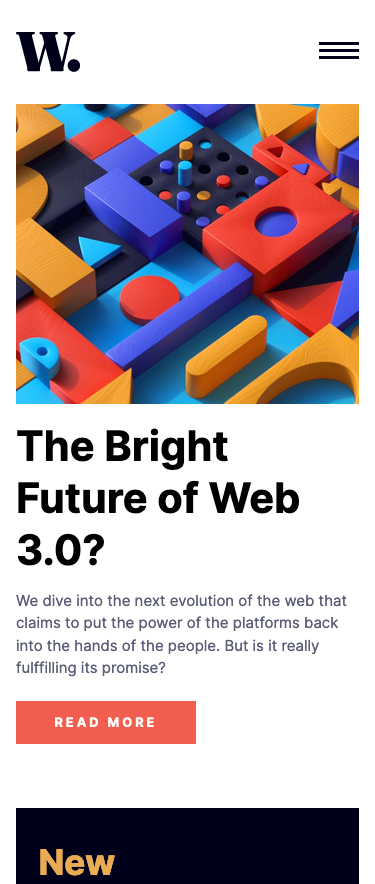 W.
The Bright
Future of Web
3.0?
We dive into the next evolution of the web that
claims to put the power of the platforms back
into the hands of the people. But is it really
fulffilling its promise?
READ MORE
New